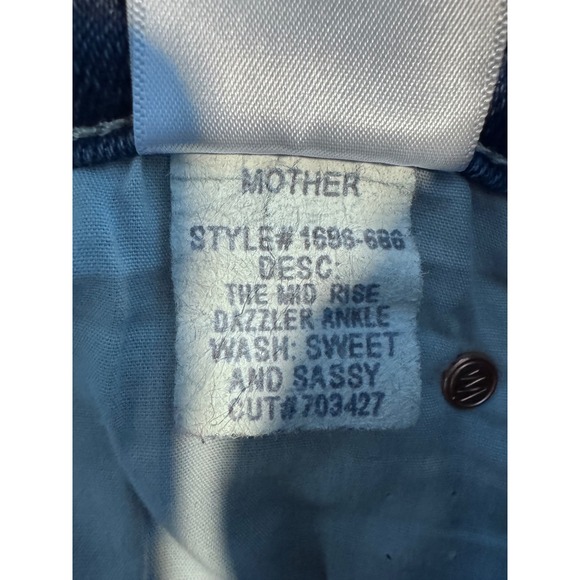 MOTHER
STYLE# 1696-686
DESC:
THE MID RISE
DAZZLER ANKLE
WASH: SWEET
AND SASSY
CUT# 703427